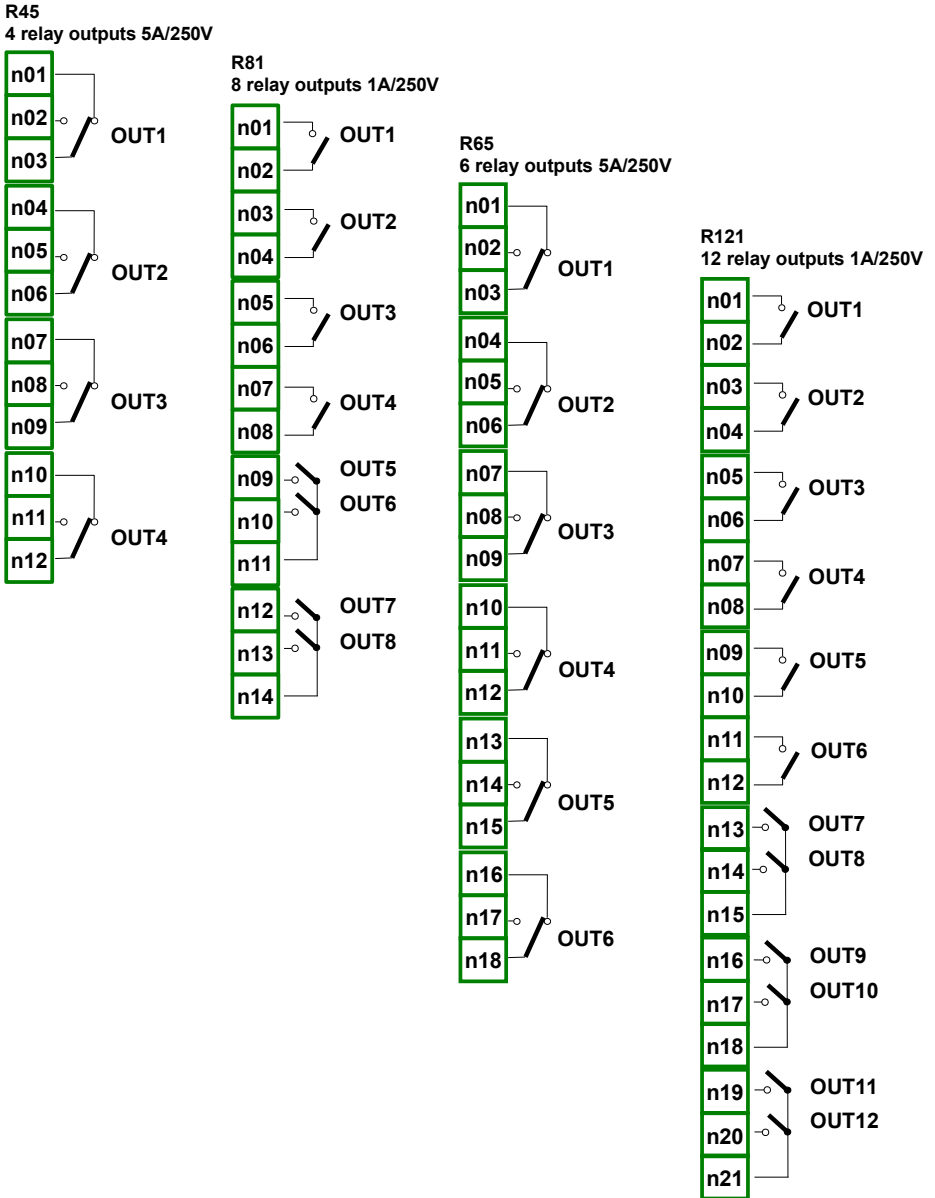 R45
4 relay outputs 5A/250V
n01
n02
n03
OUT1
n04
n05
n06
OUT2
n07
n08
n09
OUT3
n10
n11
n12
OUT4
R81
8 relay outputs 1A/250V
n01
n02
OUT1
n03
n04
OUT2
n05
n06
OUT3
n07
n08
OUT4
n09
n10
n11
OUT5
OUT6
n12
n13
n14
OUT7
OUT8
R65
6 relay outputs 5A/250V
n01
n02
n03
OUT1
n04
n05
n06
OUT2
n07
n08
n09
OUT3
n10
n11
n12
OUT4
n13
n14
n15
OUT5
n16
n17
n18
OUT6
R121
12 relay outputs 1A/250V
n01
n02
OUT1
n03
n04
OUT2
n05
n06
OUT3
n07
n08
OUT4
n09
n10
OUT5
n11
n12
OUT6
n13
n14
n15
OUT7
OUT8
n16
n17
n18
OUT9
OUT10
n19
n20
n21
OUT11
OUT12